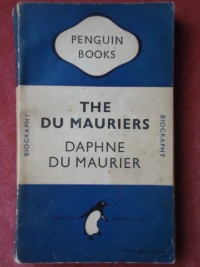 PENGUIN
BOOKS
THE
DU MAURIERS
DAPHNE
DU MAURIER
BIOGRAPHY
BIOGRAPHY